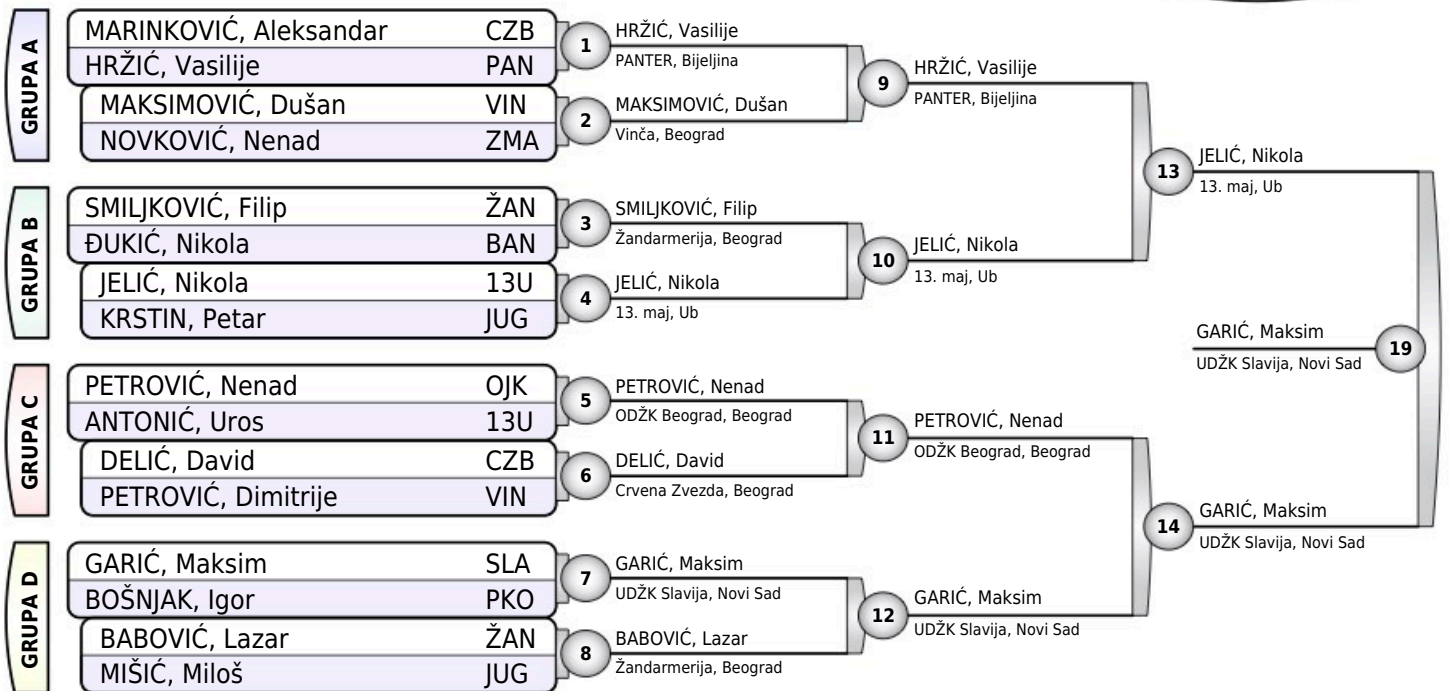 GRUPA A
MARINKOVIĆ, Aleksandar CZB
HRŽIĆ, Vasilije PAN
MAKSIMOVIĆ, Dušan VIN
NOVKOVIĆ, Nenad ZMA
GRUPA B
SMILJKOVIĆ, Filip ŽAN
ĐUKIĆ, Nikola BAN
JELIĆ, Nikola 13U
KRSTIN, Petar JUG
GRUPA C
PETROVIĆ, Nenad OJK
ANTONIĆ, Uros 13U
DELIĆ, David CZB
PETROVIĆ, Dimitrije VIN
GRUPA D
GARIĆ, Maksim SLA
BOŠNJAK, Igor PKO
BABOVIĆ, Lazar ŽAN
MIŠIĆ, Miloš JUG
1
HRŽIĆ, Vasilije
PANTER, Bijeljina
2
MAKSIMOVIĆ, Dušan
Vinča, Beograd
3
SMILJKOVIĆ, Filip
Žandarmerija, Beograd
4
JELIĆ, Nikola
13. maj, Ub
5
PETROVIĆ, Nenad
ODŽK Beograd, Beograd
6
DELIĆ, David
Crvena Zvezda, Beograd
7
GARIĆ, Maksim
UDŽK Slavija, Novi Sad
8
BABOVIĆ, Lazar
Žandarmerija, Beograd
9
HRŽIĆ, Vasilije
PANTER, Bijeljina
10
JELIĆ, Nikola
13. maj, Ub
11
PETROVIĆ, Nenad
ODŽK Beograd, Beograd
12
GARIĆ, Maksim
UDŽK Slavija, Novi Sad
13
JELIĆ, Nikola
13. maj, Ub
14
GARIĆ, Maksim
UDŽK Slavija, Novi Sad
GARIĆ, Maksim
UDŽK Slavija, Novi Sad
19